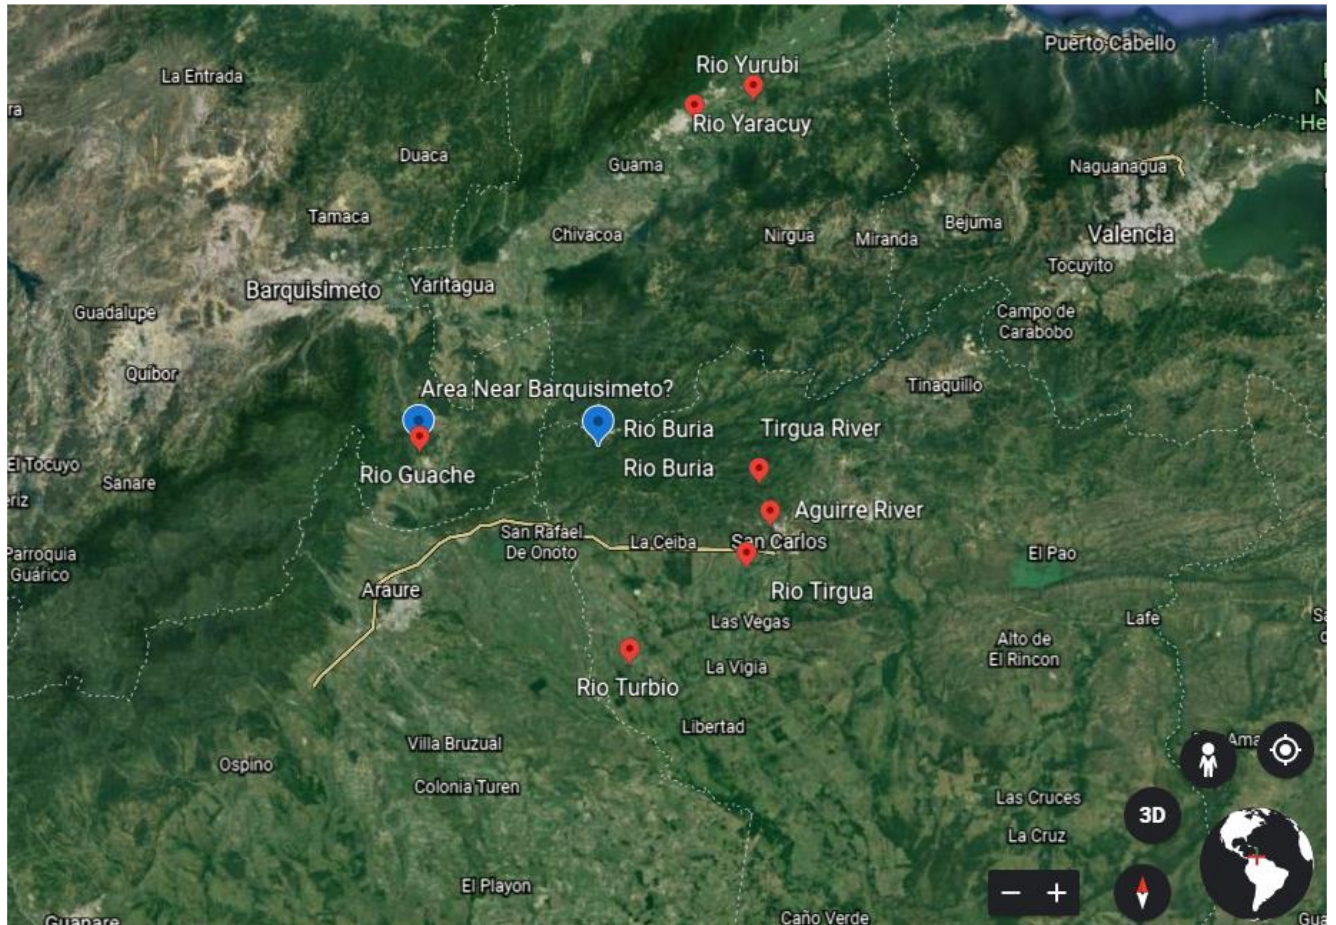 Puerto Cabello
Rio Yurubi
La Entrada
Rio Yaracuy
Duaca
Guama
Naguanagua
Tamaca
Chivacoa
Nirgua
Miranda
Bejuma
Valencia
Tocuyito
Barquisimeto
Yaritagua
Guadalupe
Campo de
Carabobo
Quibor
Area Near Barquisimeto?
Tinaquillo
Rio Buria
Tirgua River
El Tocuyo
Sanare
Rio Guache
Rio Buria
Aguirre River
San Rafael
De Onoto
La Ceiba
San Carlos
El Pao
Parroquia
Guárico
Araure
Rio Tirgua
Las Vegas
Lafe
Alto de
El Rincon
La Vigia
Rio Turbio
Libertad
Villa Bruzual
Ospino
Colonia Turen
Las Cruces
3D
La Cruz
El Playon
Guanare
Caño Verde